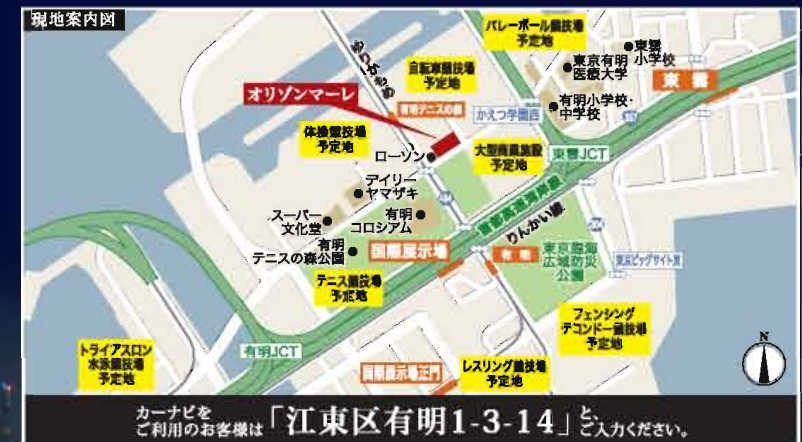 現地案内図
バレーボール競技場
予定地
東雲
小学校
東京有明
医療大学
東雲
自転車競技場
予定地
オリゾンマーレ
有明テニスの森
かえつ学園西
有明小学校・
中学校
体操競技場
予定地
ローソン
大型商業施設
予定地
東雲JCT
デイリー
ヤマザキ
首都高速湾岸線
りんかい線
スーパー
文化堂
有明
コロシアム
有明
テニスの森公園
国際展示場
有明
東京臨海
広域防災
公園
東京ビッグサイト東
テニス競技場
予定地
フェンシング
テコンドー競技場
予定地
トライアスロン
水泳競技場
予定地
有明JCT
国際展示場正門
レスリング競技場
予定地
N
カーナビを
ご利用のお客様は「江東区有明1-3-14」と、
ご入力ください。